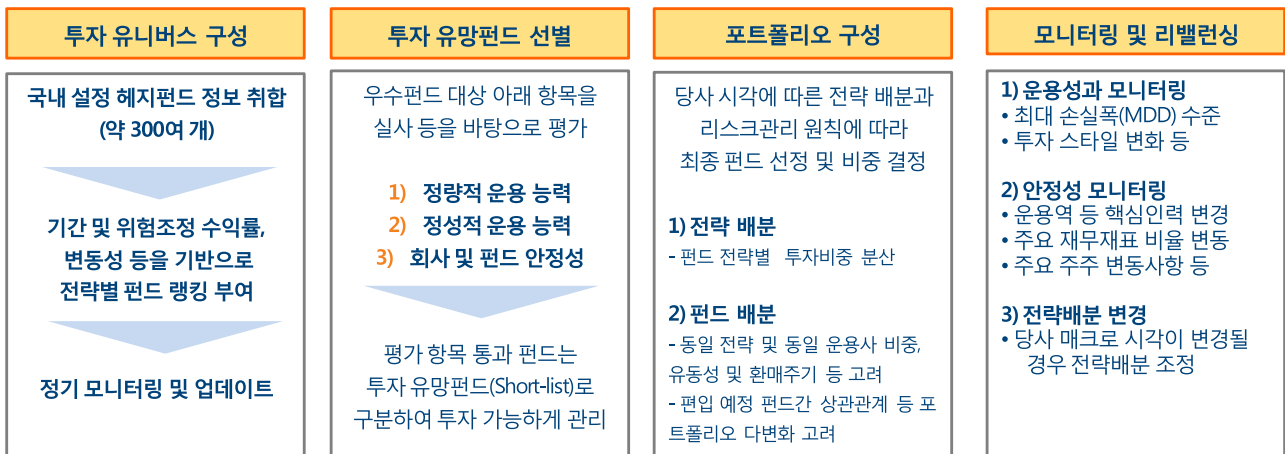 투자 유니버스 구성
국내 설정 헤지펀드 정보 취합
(약 300여 개)
기간 및 위험조정 수익률,
변동성 등을 기반으로
전략별 펀드 랭킹 부여
정기 모니터링 및 업데이트
투자 유망펀드 선별
우수펀드 대상 아래 항목을
실사 등을 바탕으로 평가
1) 정량적 운용 능력
2) 정성적 운용 능력
3) 회사 및 펀드 안정성
평가 항목 통과 펀드는
투자 유망펀드(Short-list)로
구분하여 투자 가능하게 관리
포트폴리오 구성
당사 시각에 따른 전략 배분과
리스크관리 원칙에 따라
최종 펀드 선정 및 비중 결정
1) 전략 배분
- 펀드 전략별 투자비중 분산
2) 펀드 배분
- 동일 전략 및 동일 운용사 비중,
유동성 및 환매주기 등 고려
- 편입 예정 펀드간 상관관계 등 포
트폴리오 다변화 고려
모니터링 및 리밸런싱
1) 운용성과 모니터링
• 최대 손실폭(MDD) 수준
• 투자 스타일 변화 등
2) 안정성 모니터링
• 운용역 등 핵심인력 변경
• 주요 재무재표 비율 변동
• 주요 주주 변동사항 등
3) 전략배분 변경
• 당사 매크로 시각이 변경될
경우 전략배분 조정